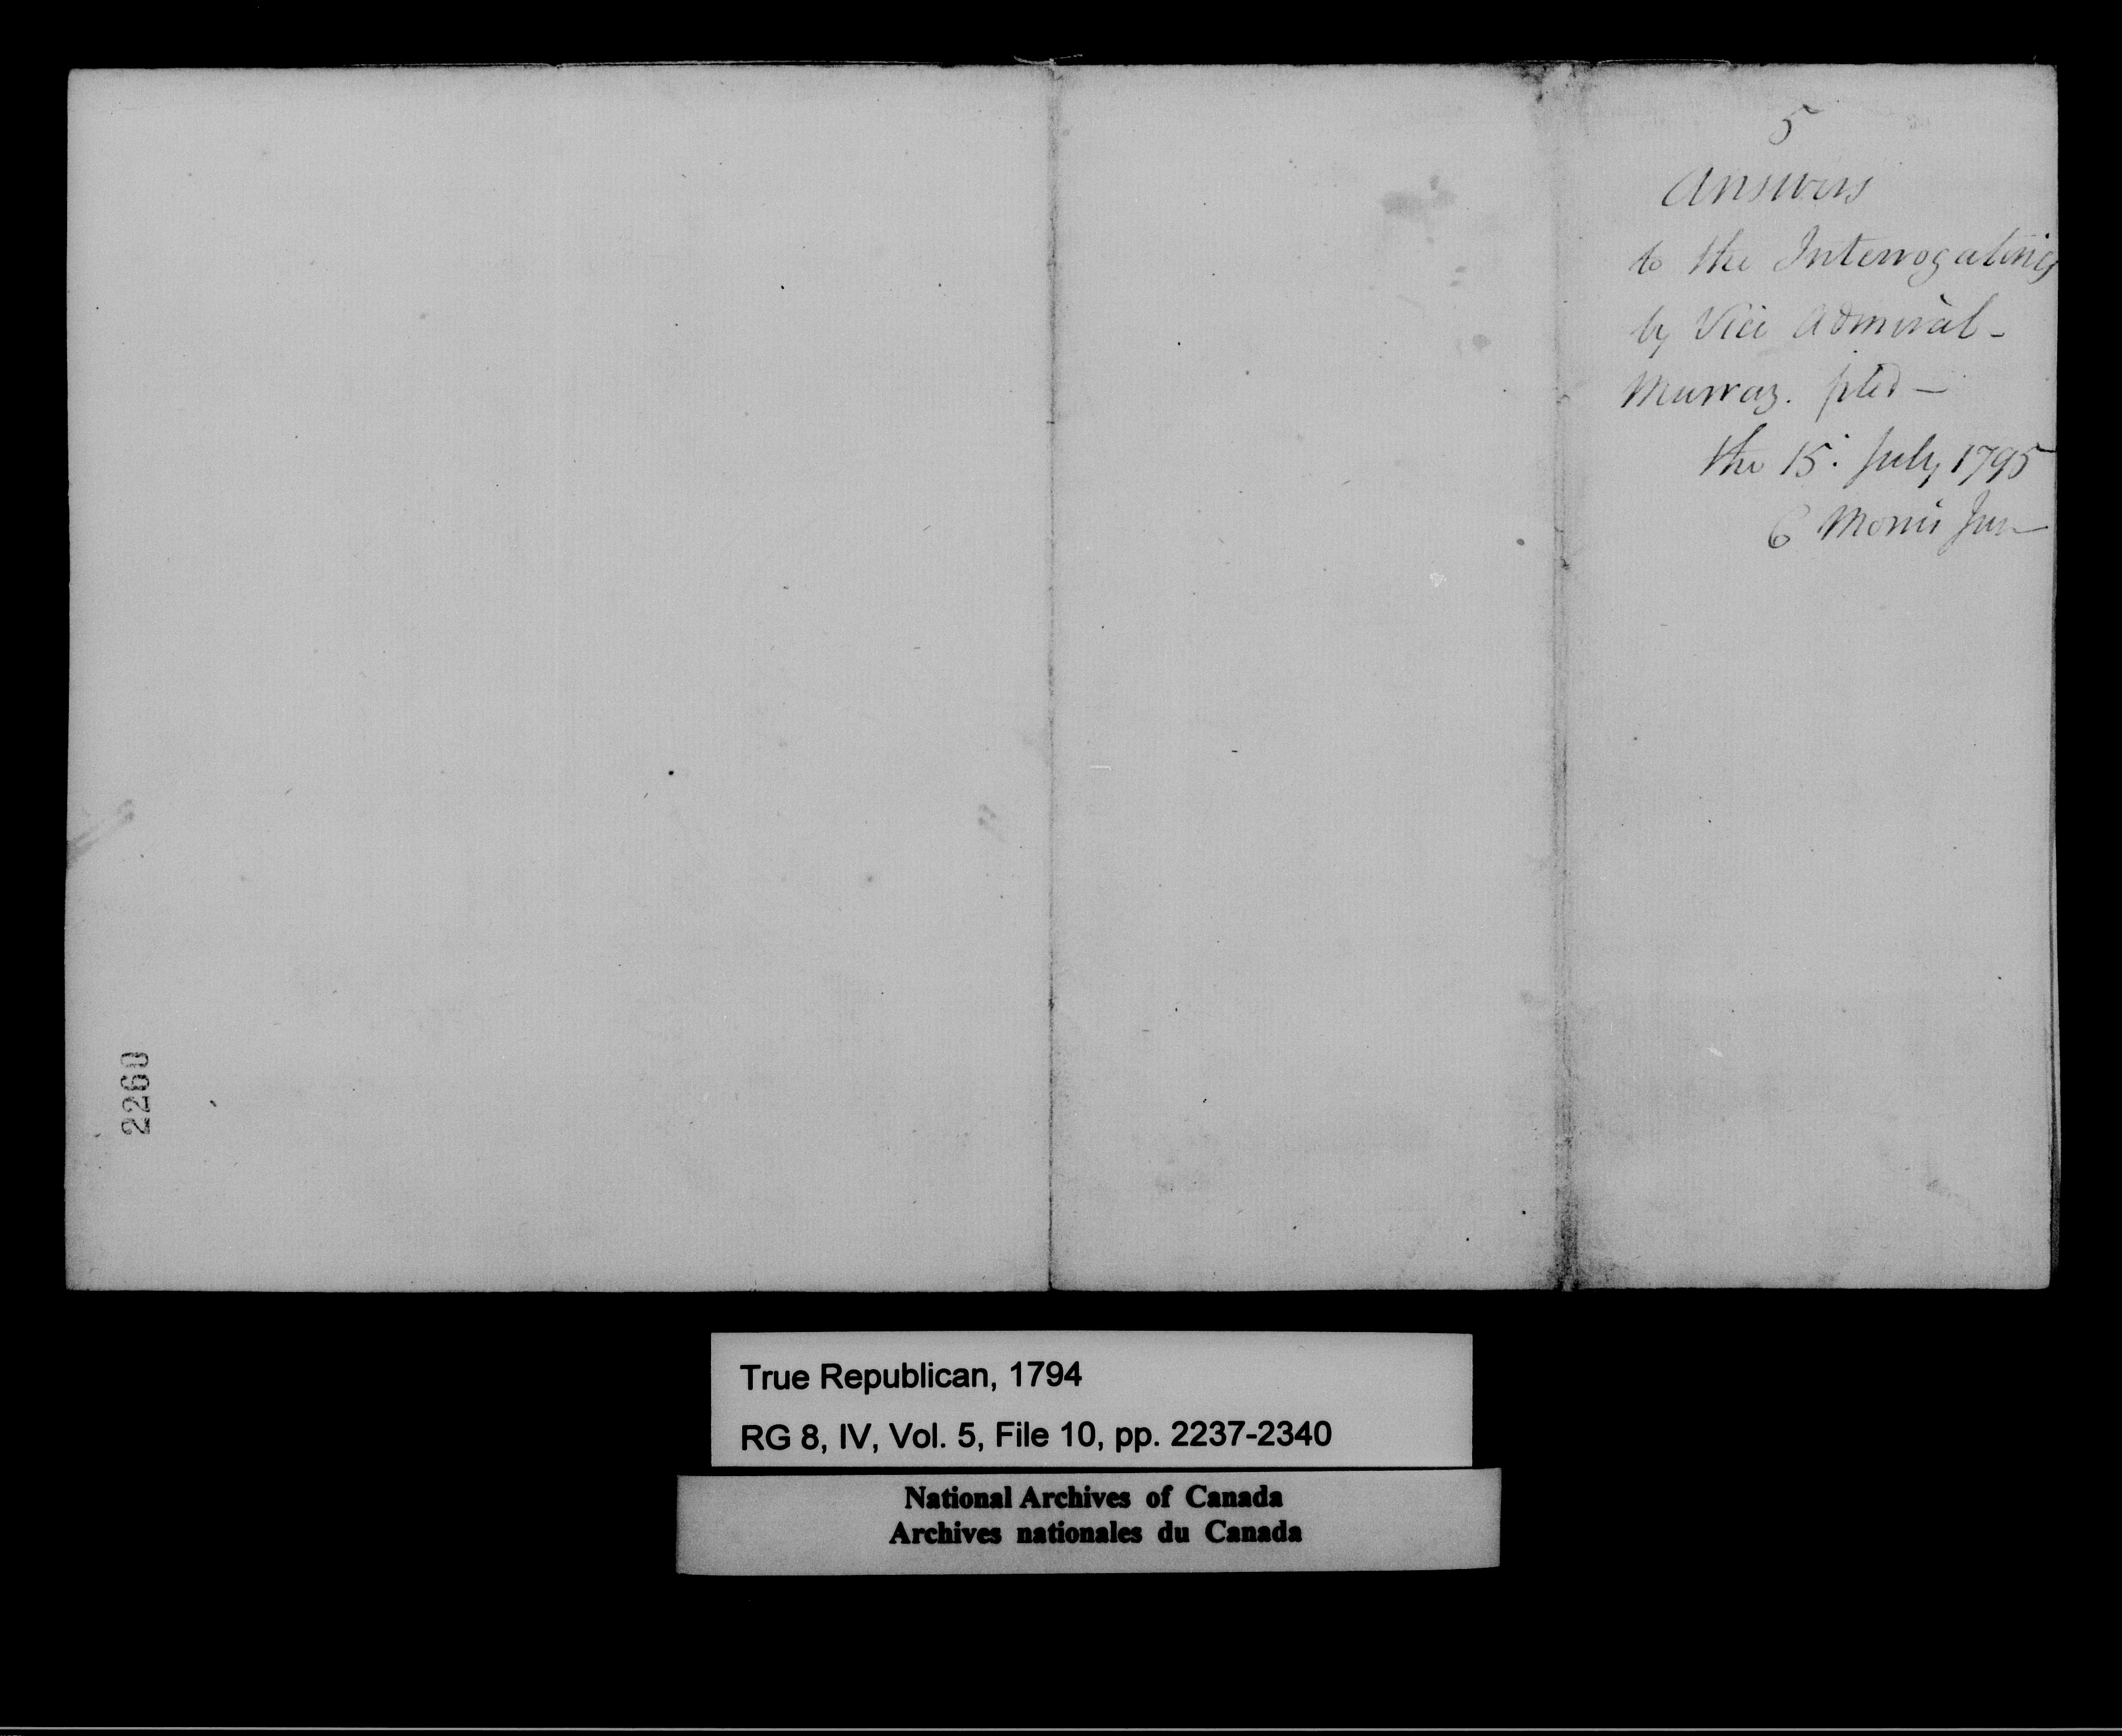 5
Answers
to the Interrogatories
by Vice Admiral -
Murray. filed —
the 15: July 1795
C Morris Jun —
2260
True Republican, 1794
RG 8, IV, Vol. 5, File 10, pp. 2237-2340
National Archives of Canada
Archives nationales du Canada